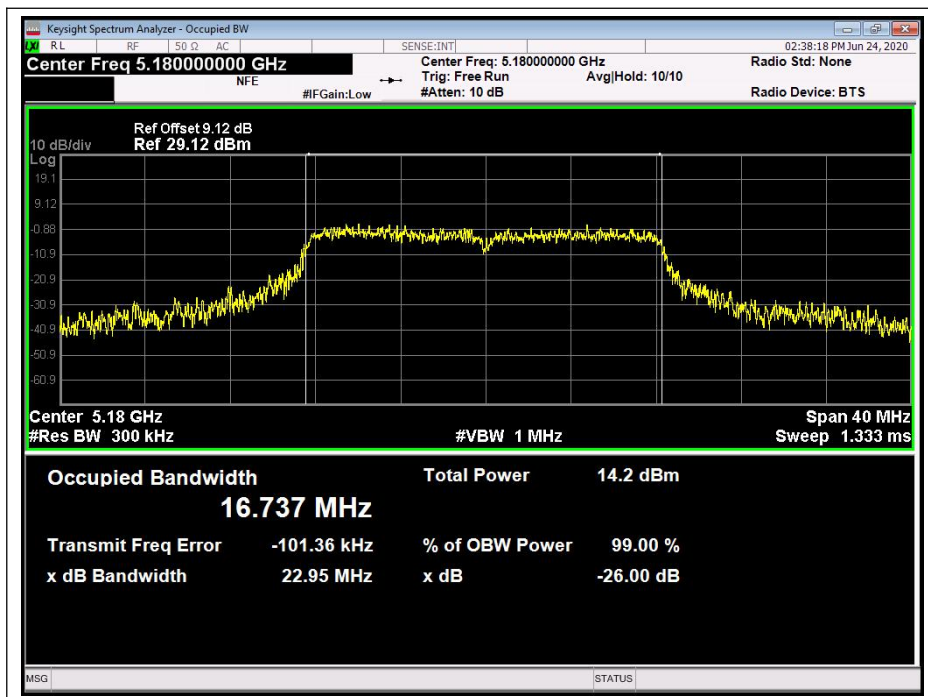 Keysight Spectrum Analyzer - Occupied BW
LXI RL RF 50 Ω AC SENSE:INT 02:38:18 PM Jun 24, 2020
Center Freq 5.180000000 GHz Center Freq: 5.180000000 GHz Radio Std: None
NFE Trig: Free Run Avg|Hold: 10/10
#IFGain:Low #Atten: 10 dB Radio Device: BTS
Ref Offset 9.12 dB
10 dB/div Ref 29.12 dBm
Log
19.1
9.12
-0.88
-10.9
-20.9
-30.9
-40.9
-50.9
-60.9
Center 5.18 GHz Span 40 MHz
#Res BW 300 kHz #VBW 1 MHz Sweep 1.333 ms
Occupied Bandwidth Total Power 14.2 dBm
16.737 MHz
Transmit Freq Error -101.36 kHz % of OBW Power 99.00 %
x dB Bandwidth 22.95 MHz x dB -26.00 dB
MSG STATUS